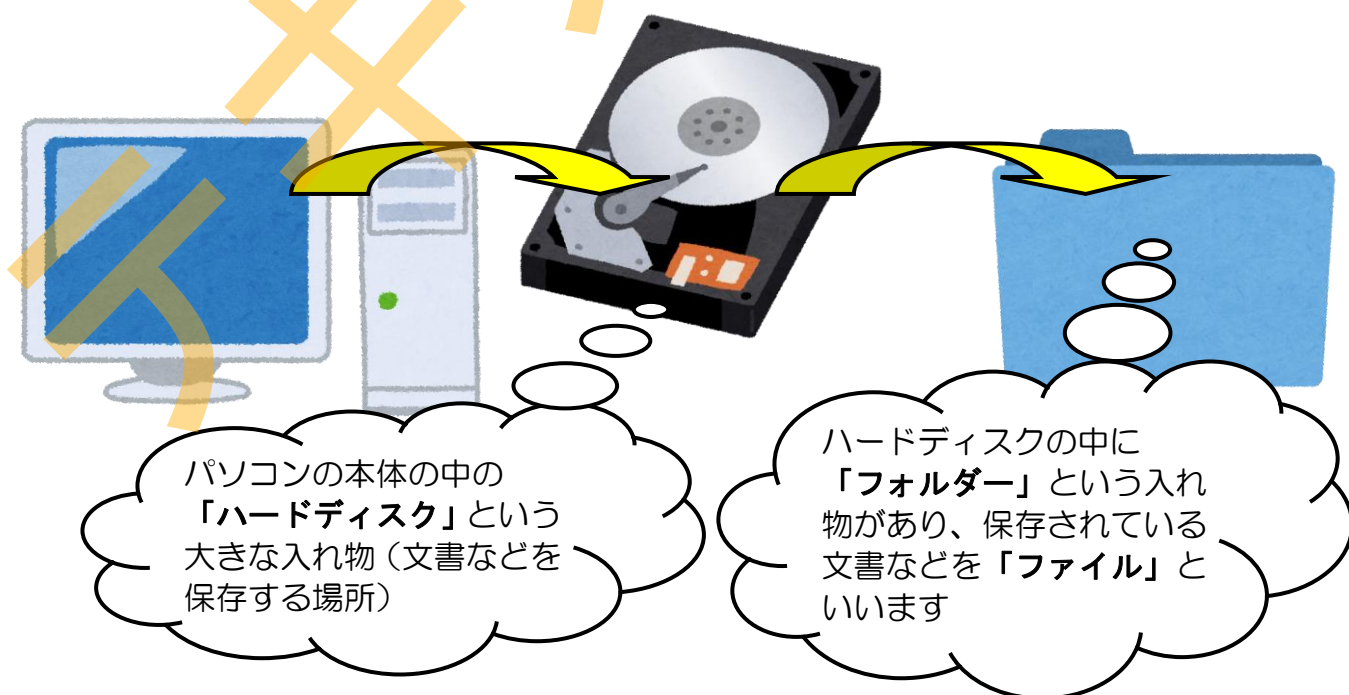 パソコンの本体の中の
「ハードディスク」という
大きな入れ物（文書などを
保存する場所）
ハードディスクの中に
「フォルダー」という入れ
物があり、保存されている
文書などを「ファイル」と
いいます